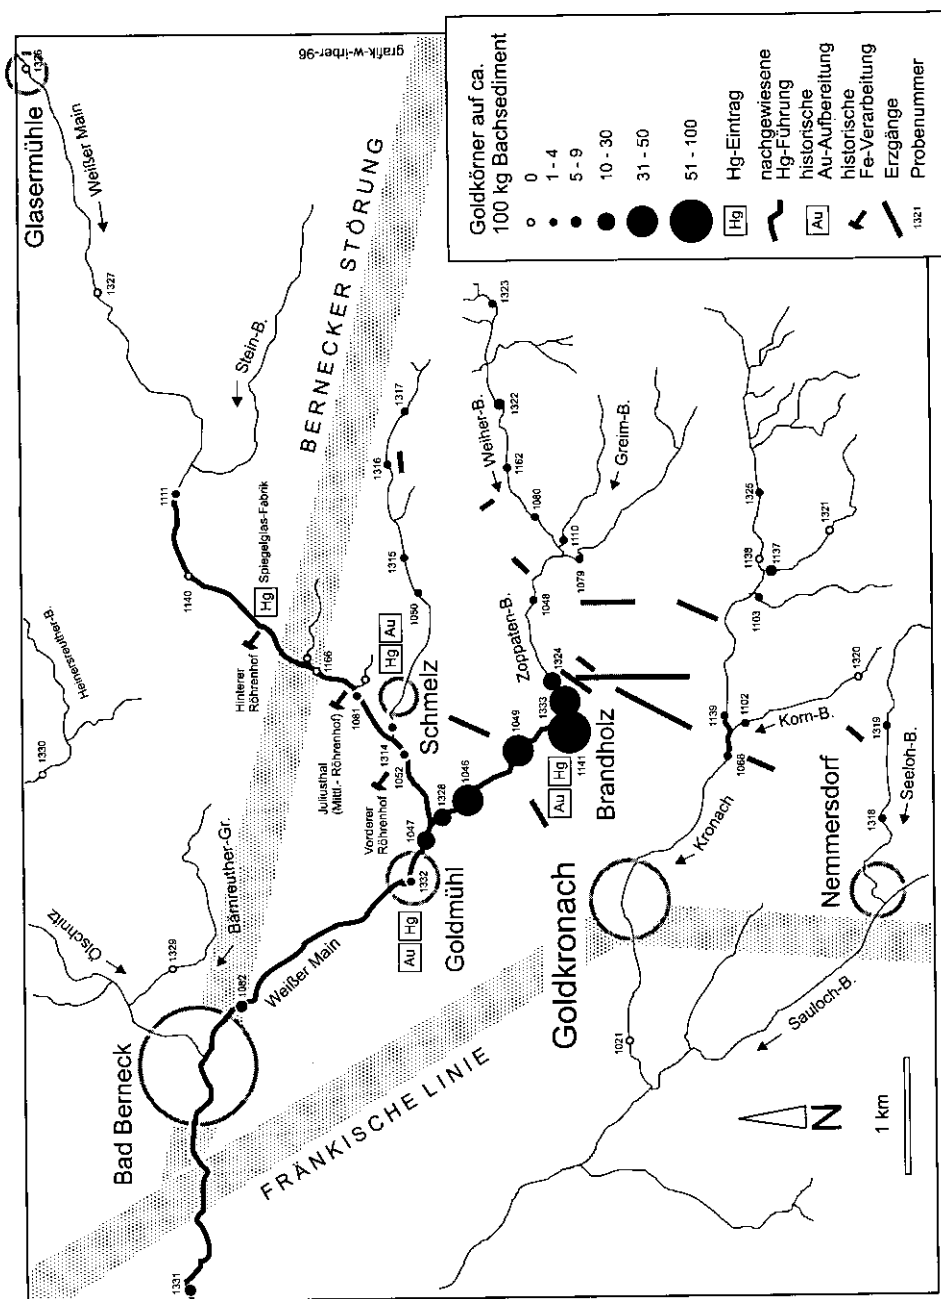 Glasermühle
1326
Weißer Main
1327
Stein-B.
grafik-w-irber-96
BERNECKER STÖRUNG
1111
1140
Hg
Spiegelglas-Fabrik
Hinterer
Röhrenhof
1166
Heinersreuther-B.
1330
Juliusthal
(Mittl.- Röhrenhof)
1081
Hg
Au
Schmelz
1314
1052
Vorderer
Röhrenhof
1050
1315
1316
1317
Weiher-B.
1323
1322
1162
1080
Greim-B.
1110
1079
1048
Zoppaten-B.
1324
1333
1141
1049
Au
Hg
Brandholz
1046
1328
1047
1332
Au
Hg
Goldmühl
Ölschnitz
Bärnreuther-Gr.
1329
1082
Weißer Main
Bad Berneck
1331
FRÄNKISCHE LINIE
1325
1138
1137
1321
1103
1139
1102
1320
Korn-B.
1068
Kronach
Goldkronach
1021
1319
1318
Seeloh-B.
Nemmersdorf
Sauloch-B.
N
1 km
Goldkörner auf ca.
100 kg Bachsediment
0
1 - 4
5 - 9
10 - 30
31 - 50
51 - 100
Hg
Hg-Eintrag
nachgewiesene
Hg-Führung
Au
historische
Au-Aufbereitung
historische
Fe-Verarbeitung
Erzgänge
1321
Probenummer